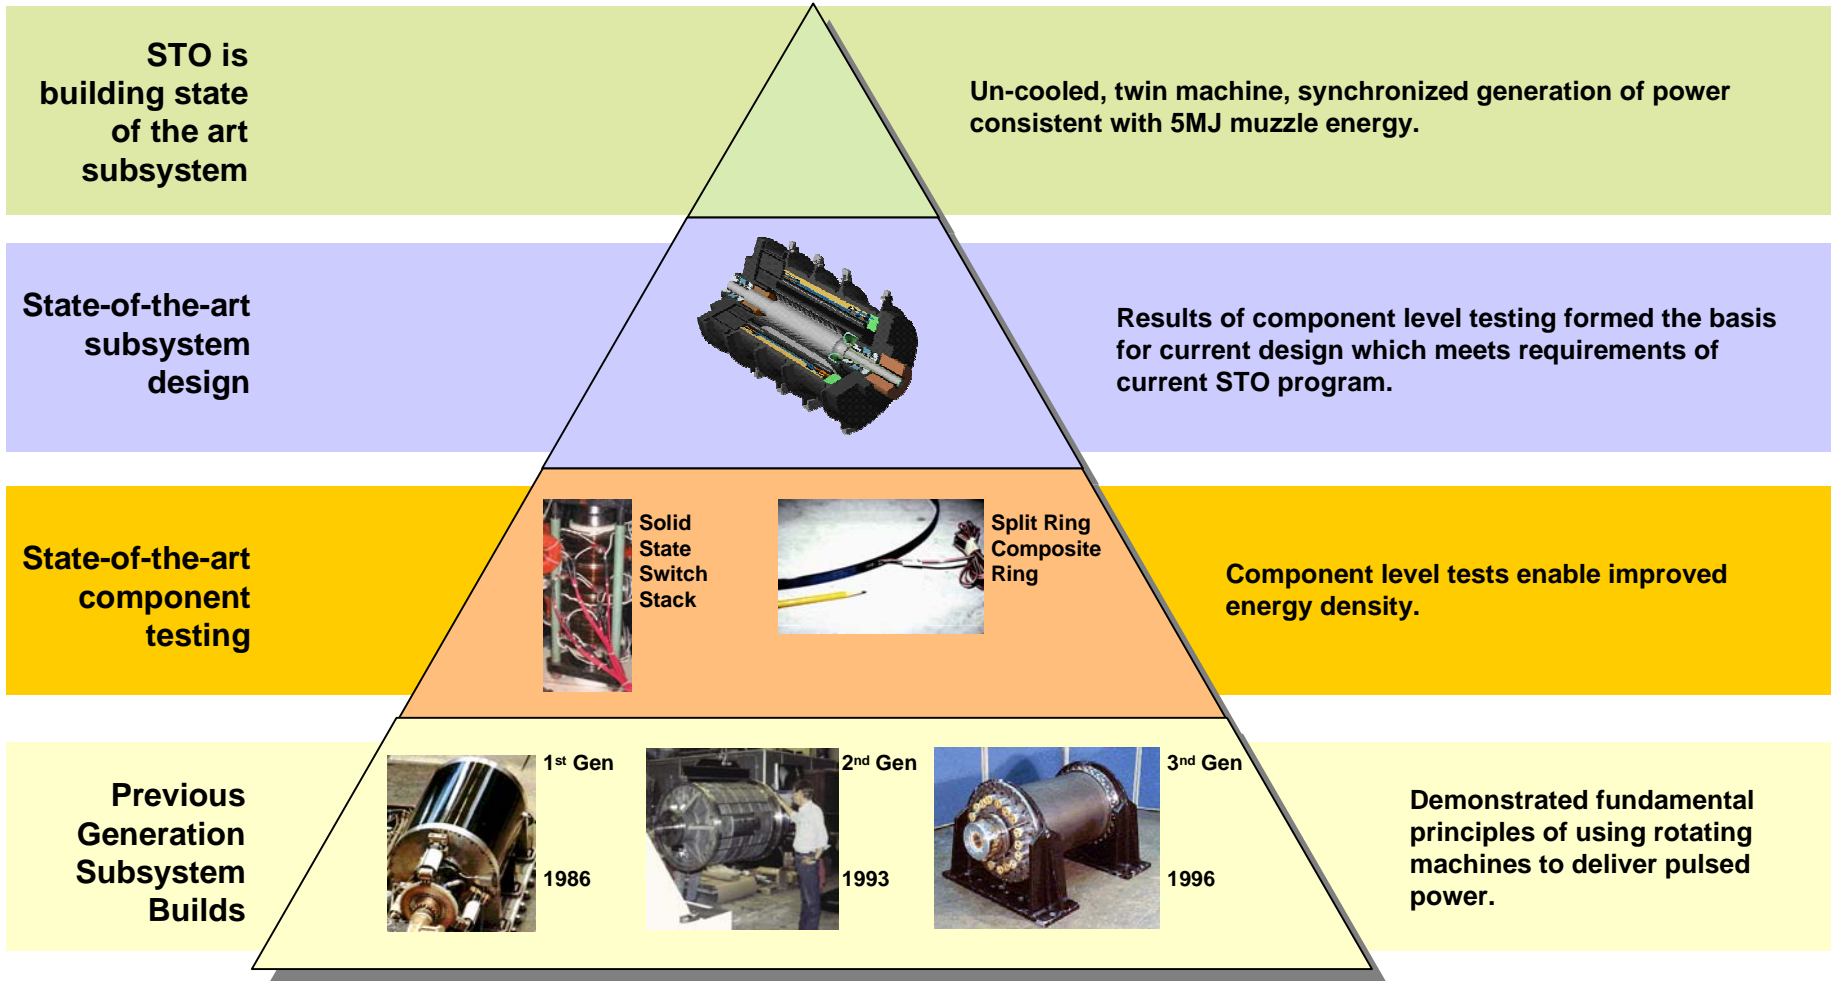 STO is
building state
of the art
subsystem
Un-cooled, twin machine, synchronized generation of power
consistent with 5MJ muzzle energy.
State-of-the-art
subsystem
design
Results of component level testing formed the basis
for current design which meets requirements of
current STO program.
State-of-the-art
component
testing
Solid
State
Switch
Stack
Split Ring
Composite
Ring
Component level tests enable improved
energy density.
Previous
Generation
Subsystem
Builds
1st Gen
1986
2nd Gen
1993
3nd Gen
1996
Demonstrated fundamental
principles of using rotating
machines to deliver pulsed
power.